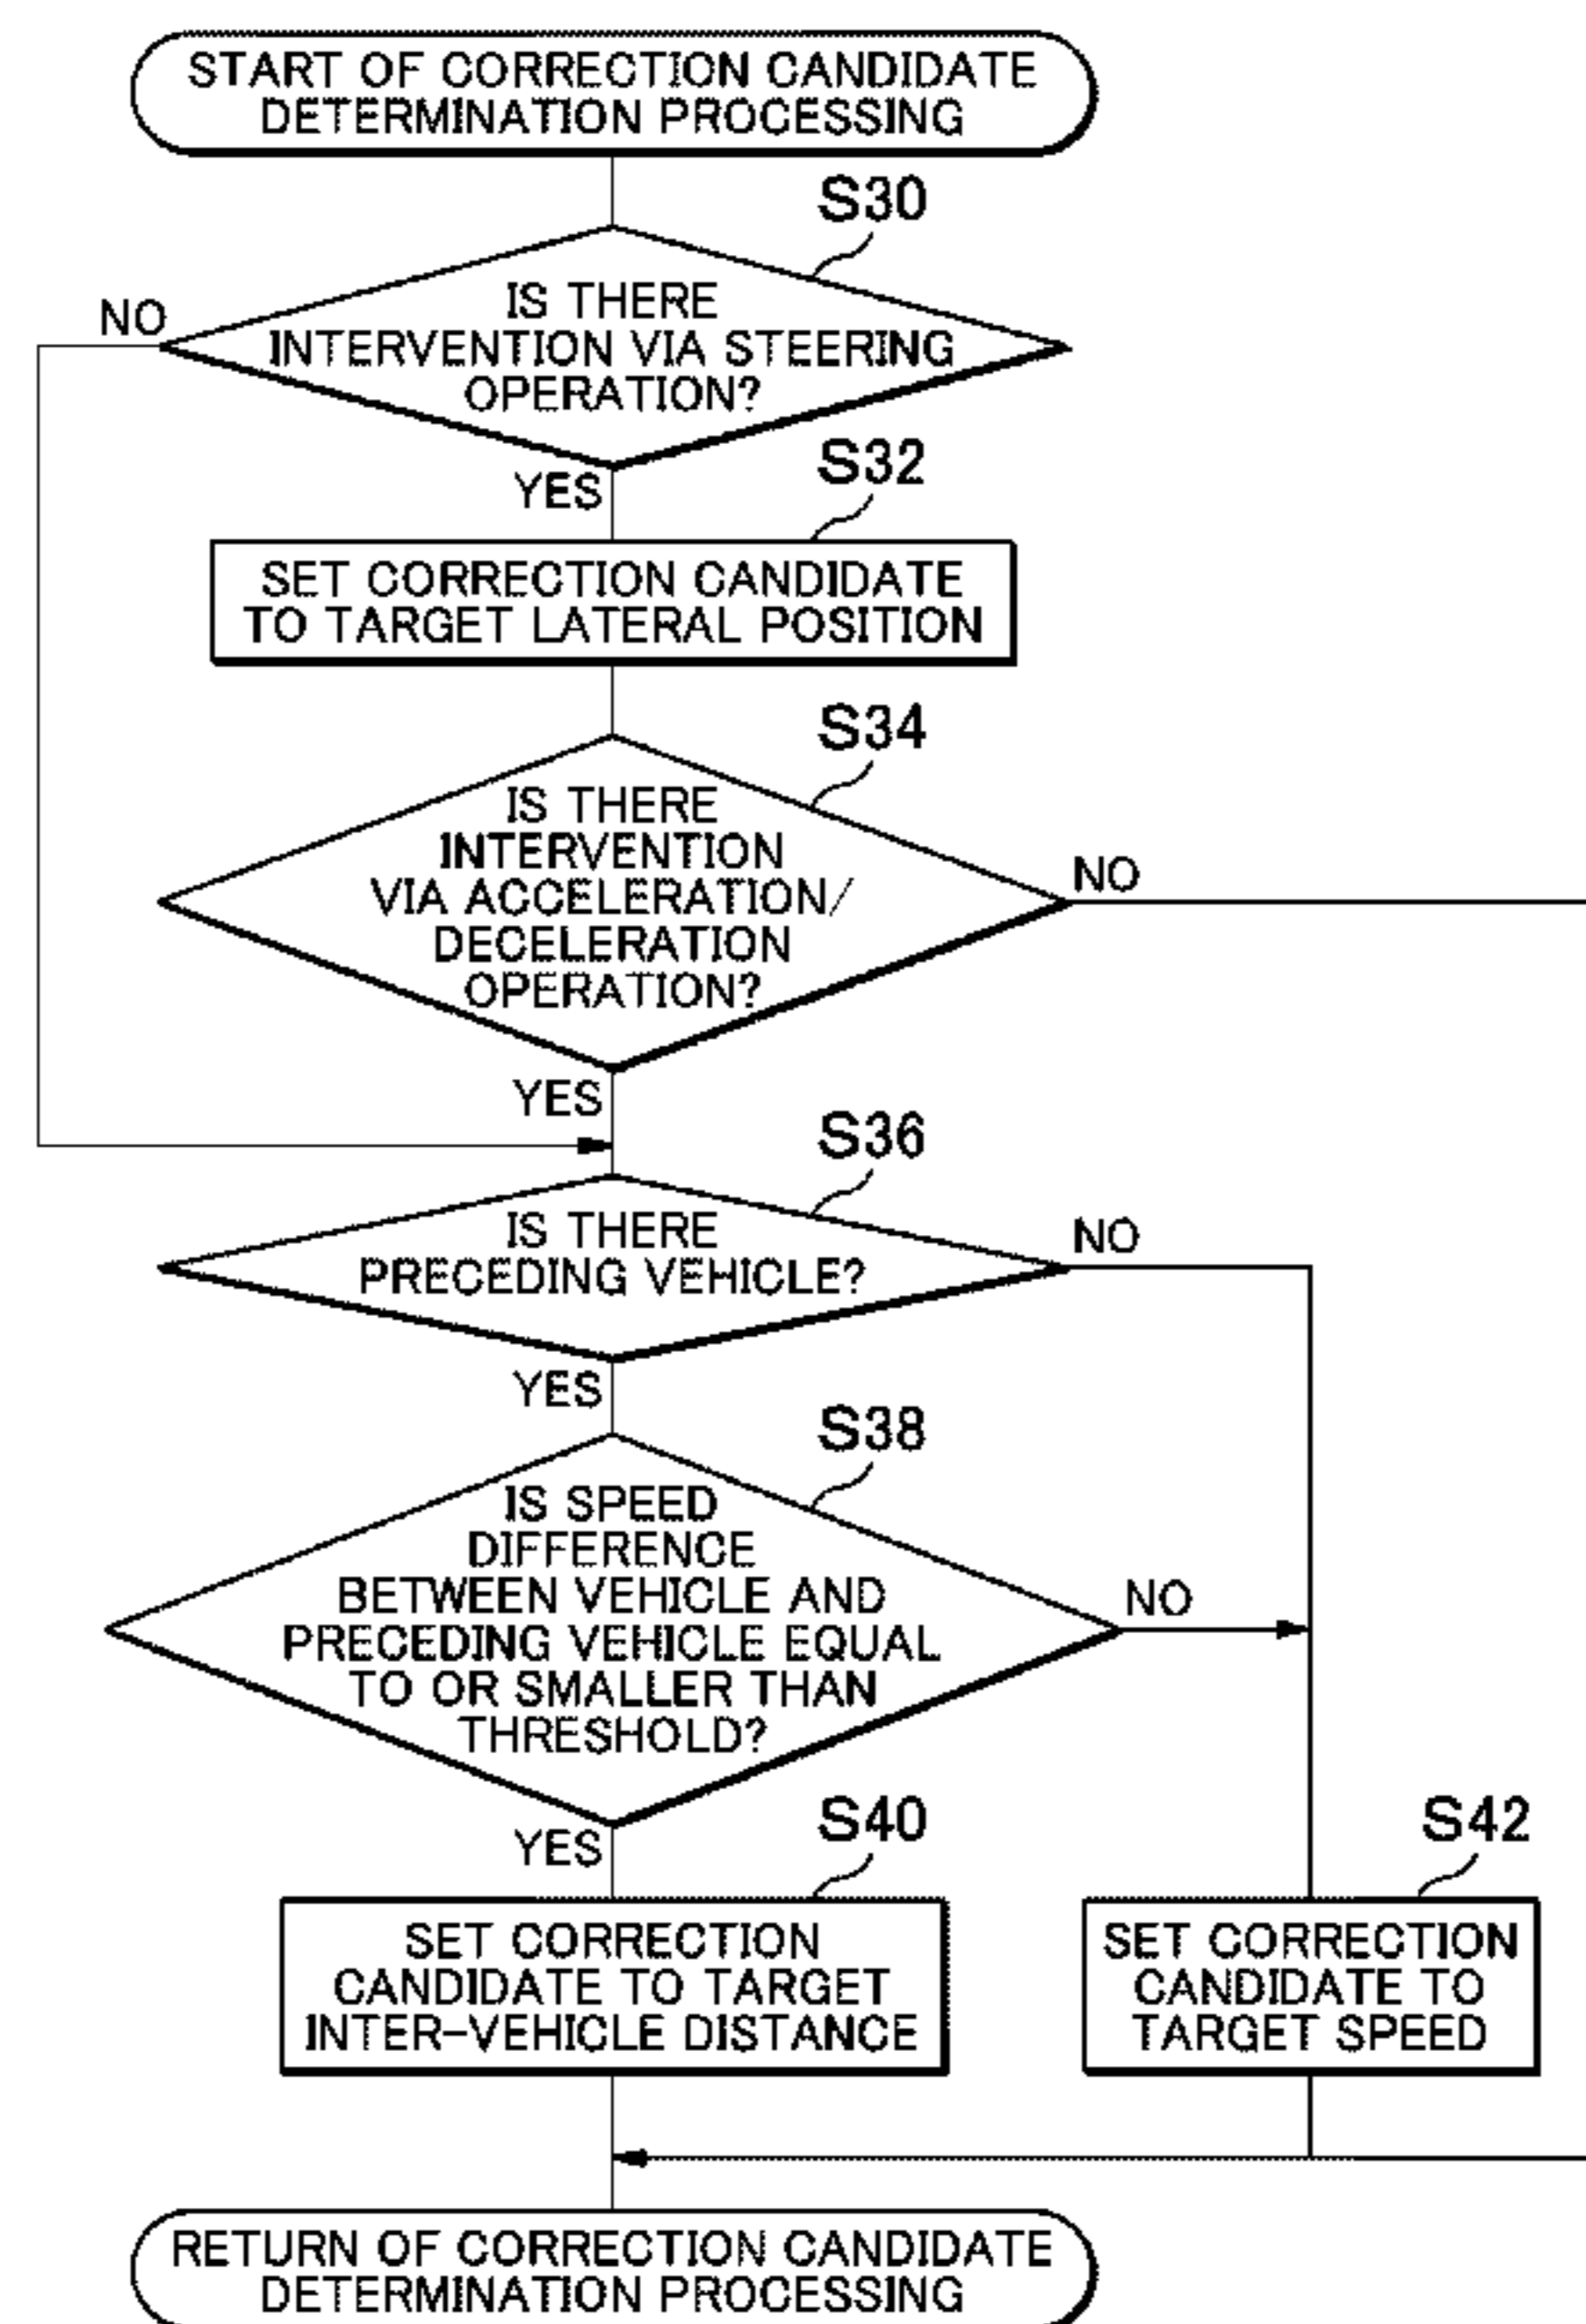 START OF CORRECTION CANDIDATE
DETERMINATION PROCESSING
S30
IS THERE
INTERVENTION VIA STEERING
OPERATION?
NO
YES
S32
SET CORRECTION CANDIDATE
TO TARGET LATERAL POSITION
S34
IS THERE
INTERVENTION
VIA ACCELERATION/
DECELERATION
OPERATION?
NO
YES
S36
IS THERE
PRECEDING VEHICLE?
NO
YES
S38
IS SPEED
DIFFERENCE
BETWEEN VEHICLE AND
PRECEDING VEHICLE EQUAL
TO OR SMALLER THAN
THRESHOLD?
NO
YES
S40
SET CORRECTION
CANDIDATE TO TARGET
INTER-VEHICLE DISTANCE
S42
SET CORRECTION
CANDIDATE TO
TARGET SPEED
RETURN OF CORRECTION CANDIDATE
DETERMINATION PROCESSING